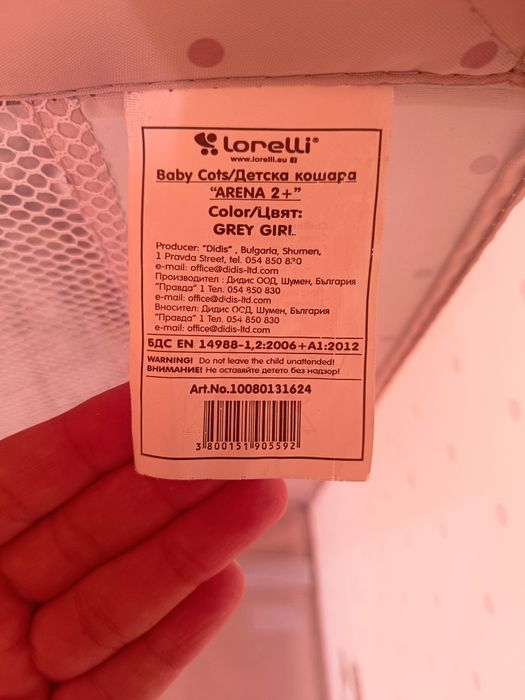 Lorelli®
www.lorelli.eu
Baby Cots/Детска кошара
"ARENA 2+"
Color/Цвят:
GREY GIRL
Producer: "Didis" , Bulgaria, Shumen,
1 Pravda Street, tel. 054 850 830
e-mail: office@didis-ltd.com
Производител : Дидис ООД, Шумен, България
"Правда" 1 Тел. 054 850 830
e-mail: office@didis-ltd.com
Вносител: Дидис ООД, Шумен, България
"Правда" 1 Тел. 054 850 830
e-mail: office@didis-ltd.com
БДС EN 14988-1,2:2006+A1:2012
WARNING! Do not leave the child unattended!
ВНИМАНИЕ! Не оставяйте детето без надзор!
Art.No.10080131624
3 800151 905592